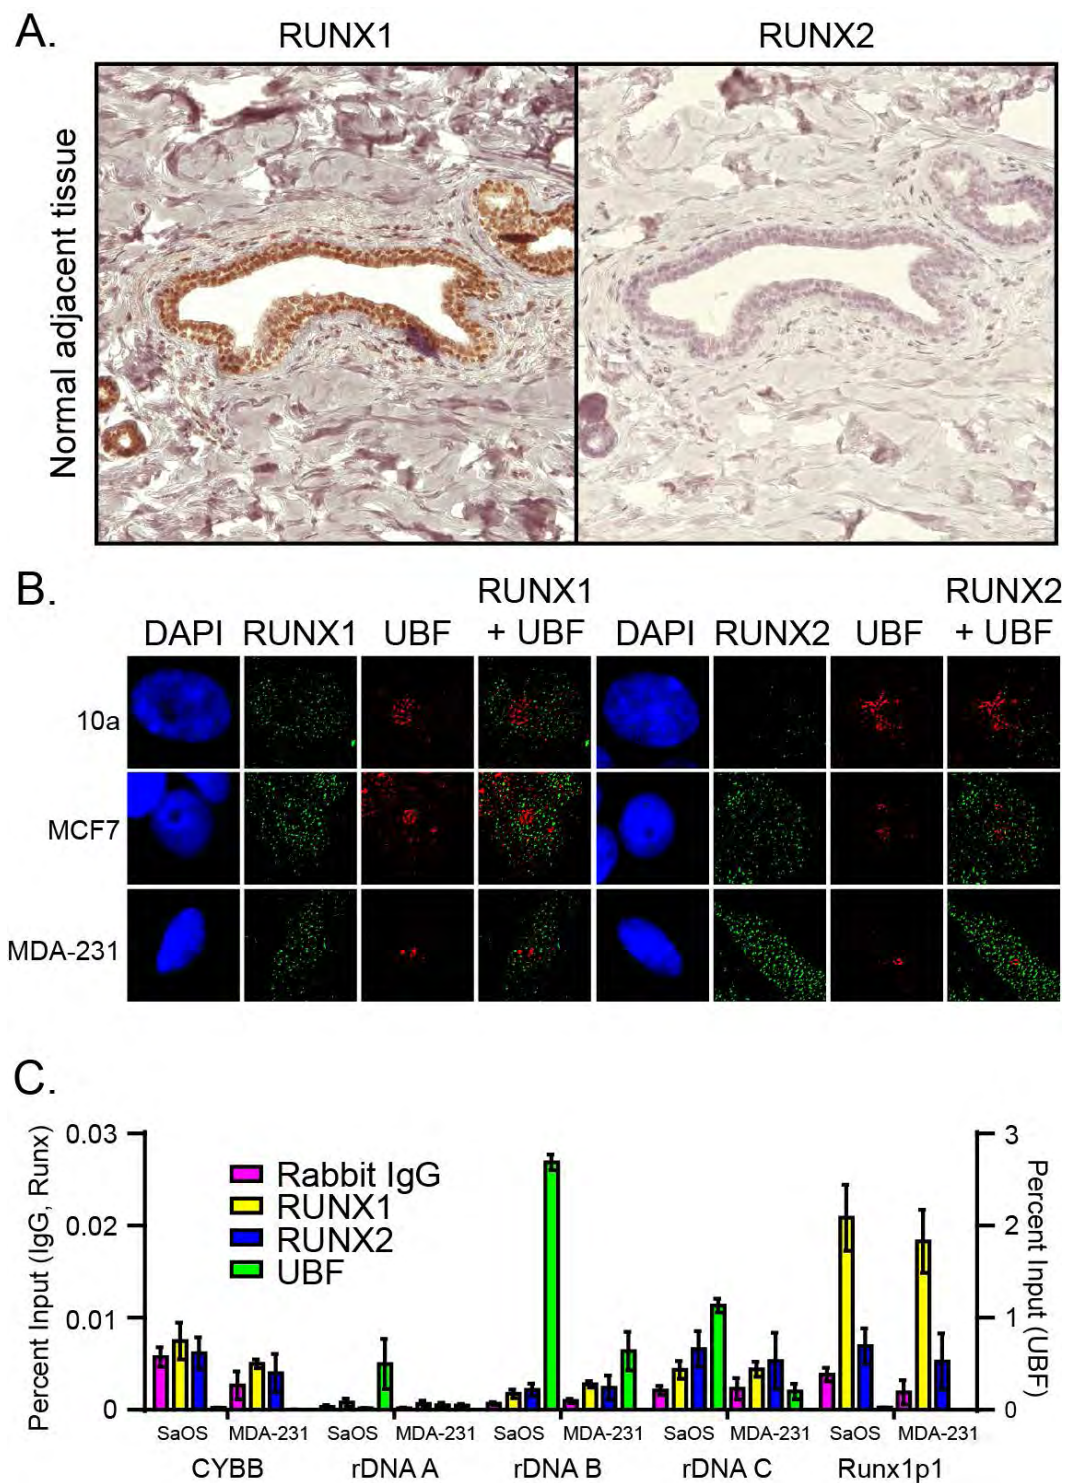 A.
RUNX1 RUNX2
Normal adjacent tissue
B.
RUNX1 RUNX2
DAPI RUNX1 UBF + UBF DAPI RUNX2 UBF + UBF
10a
MCF7
MDA-231
C.
Percent Input (IgG, Runx)
0.03
0.02
0.01
0
Rabbit IgG
RUNX1
RUNX2
UBF
3
2
1
0
Percent Input (UBF)
SaOS MDA-231 SaOS MDA-231 SaOS MDA-231 SaOS MDA-231 SaOS MDA-231
CYBB rDNA A rDNA B rDNA C Runx1p1